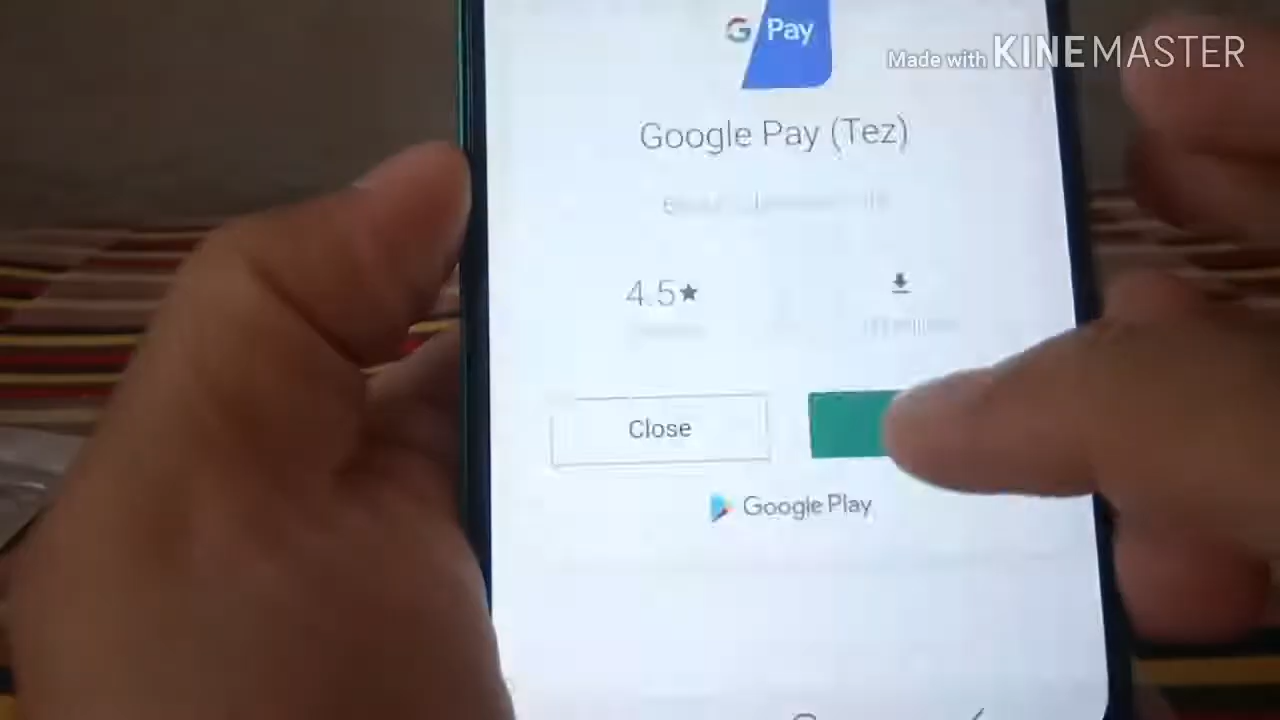 G Pay
Made with KINEMASTER
Google Pay (Tez)
4.5★
Close
Google Play